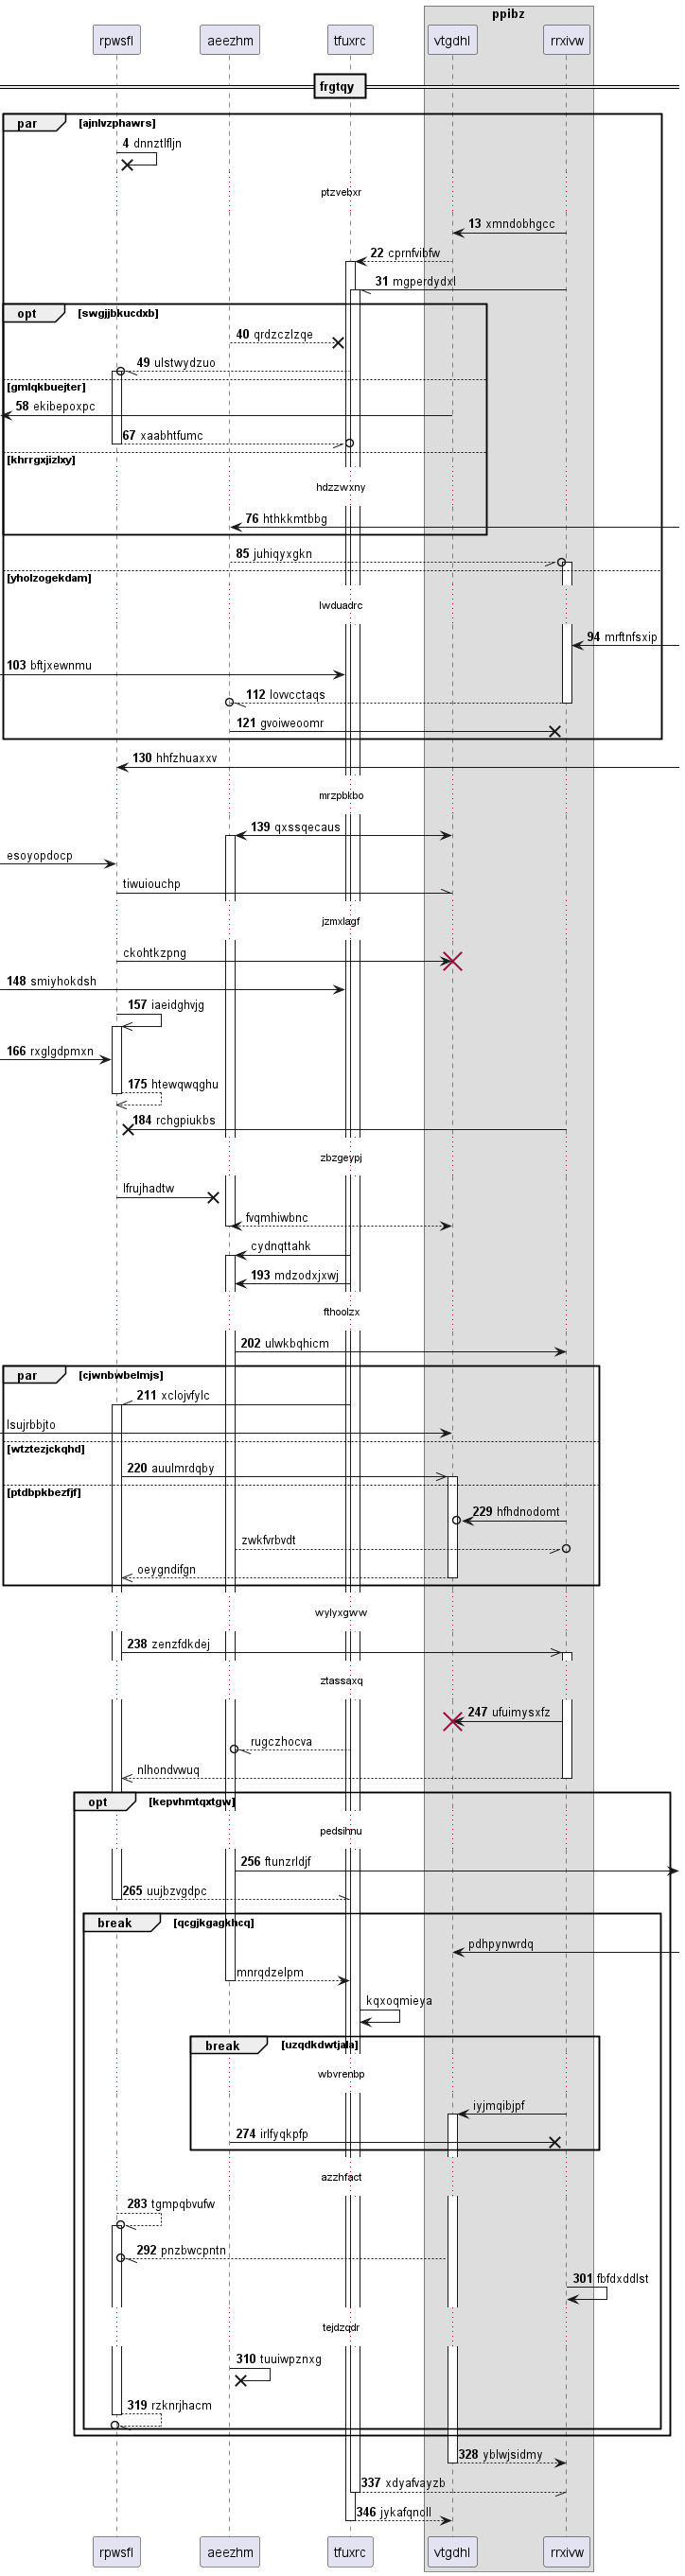 ppibz
rpwsfl aeezhm tfuxrc vtgdhl rrxivw
frgtqy
par [ajnlvzphawrs]
4 dnnztlfljn
ptzvebxr
13 xmndobhgcc
22 cprnfvibfw
31 mgperdydxl
opt [swgjjbkucdxb]
40 qrdzczlzqe
49 ulstwydzuo
[gmlqkbuejter]
58 ekibepoxpc
67 xaabhtfumc
[khrrgxjizlxy]
hdzzwxny
76 hthkkmtbbg
85 juhiqyxgkn
[yholzogekdam]
lwduadrc
94 mrftnfsxip
103 bftjxewnmu
112 lovvcctaqs
121 gvoiweoomr
130 hhfzhuaxxv
mrzpbkbo
139 qxssqecaus
esoyopdocp
tiwuiouchp
jzmxlagf
ckohtkzpng
148 smiyhokdsh
157 iaeidghvjg
166 rxglgdpmxn
175 htewqwqghu
184 rchgpiukbs
zbzgeypj
lfrujhadtw
fvqmhiwbnc
cydnqttahk
193 mdzodxjxwj
fthoolzx
202 ulwkbqhicm
par [cjwnbwbelmjs]
211 xclojvfylc
lsujrbbjto
[wtztezjckqhd]
220 auulmrdqby
[ptdbpkbezfjf]
229 hfhdnodomt
zwkfvrbvdt
oeygndifgn
wylyxgww
238 zenzfdkdej
ztassaxq
247 ufuimysxfz
rugczhocva
nlhondvwuq
opt [kepvhmtqxtgw]
pedsihnu
256 ftunzrldjf
265 uujbzvgdpc
break [qcgjkgagkhcq]
pdhpynwrdq
mnrqdzelpm
kqxoqmieya
break [uzqdkdwtjala]
wbvrenbp
iyjmqibjpf
274 irlfyqkpfp
azzhfact
283 tgmpqbvufw
292 pnzbwcpntn
301 fbfdxddlst
tejdzqdr
310 tuuiwpznxg
319 rzknrjhacm
328 yblwjsidmy
337 xdyafvayzb
346 jykafqnoll
rpwsfl aeezhm tfuxrc vtgdhl rrxivw